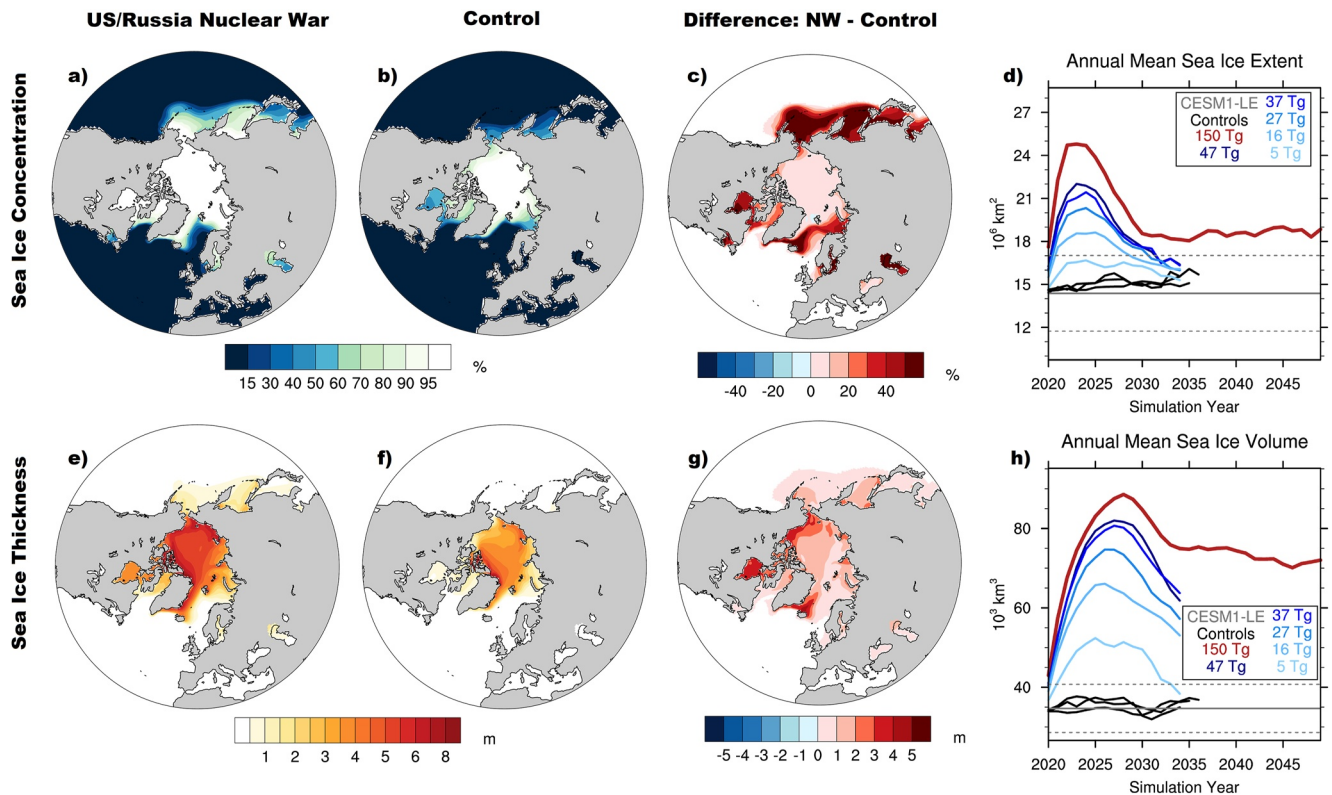 US/Russia Nuclear War
Control
Difference: NW - Control
Sea Ice Concentration
a)
b)
c)
d)
Annual Mean Sea Ice Extent
CESM1-LE 37 Tg
Controls 27 Tg
150 Tg 16 Tg
47 Tg 5 Tg
27
24
21
18
15
12
10⁶ km²
2020 2025 2030 2035 2040 2045
Simulation Year
15 30 40 50 60 70 80 90 95
%
-40 -20 0 20 40
%
Sea Ice Thickness
e)
f)
g)
h)
Annual Mean Sea Ice Volume
80
60
40
10³ km³
CESM1-LE 37 Tg
Controls 27 Tg
150 Tg 16 Tg
47 Tg 5 Tg
2020 2025 2030 2035 2040 2045
Simulation Year
1 2 3 4 5 6 7 8
m
-5 -4 -3 -2 -1 0 1 2 3 4 5
m